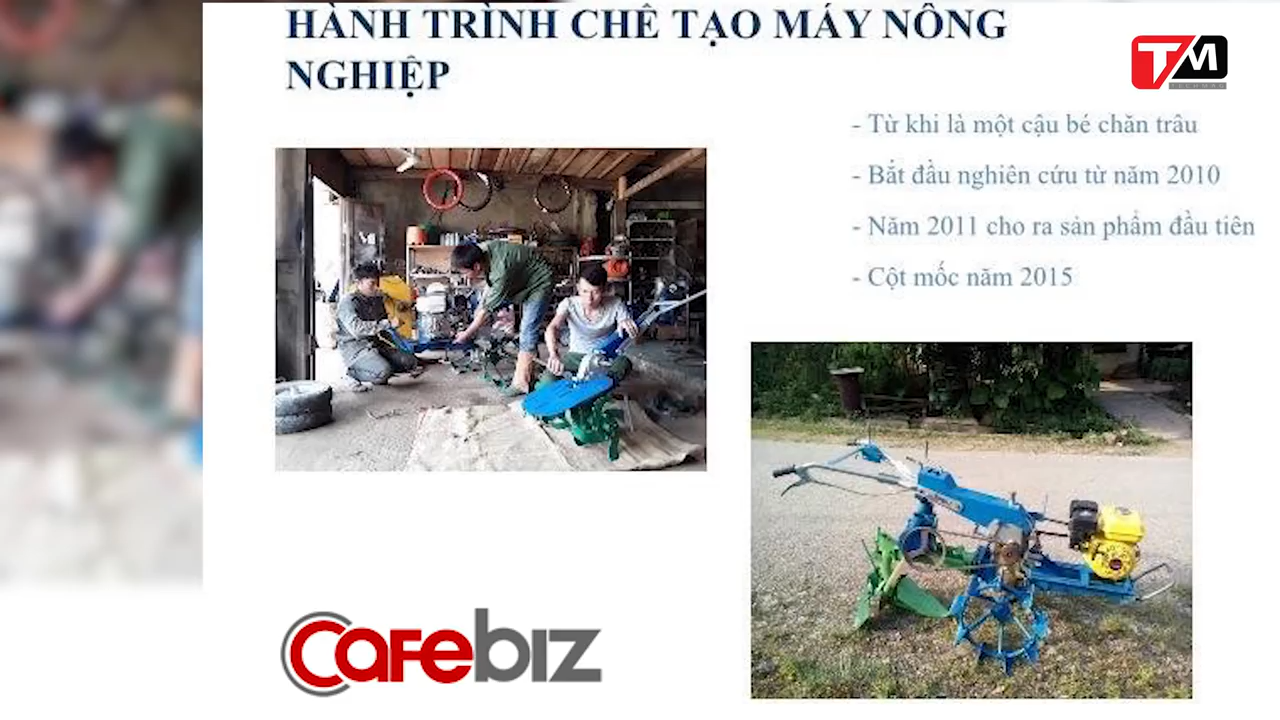 HÀNH TRÌNH CHẾ TẠO MÁY NÔNG
NGHIỆP
TM
- Từ khi là một cậu bé chăn trâu
- Bắt đầu nghiên cứu từ năm 2010
- Năm 2011 cho ra sản phẩm đầu tiên
- Cột mốc năm 2015
Cafebiz